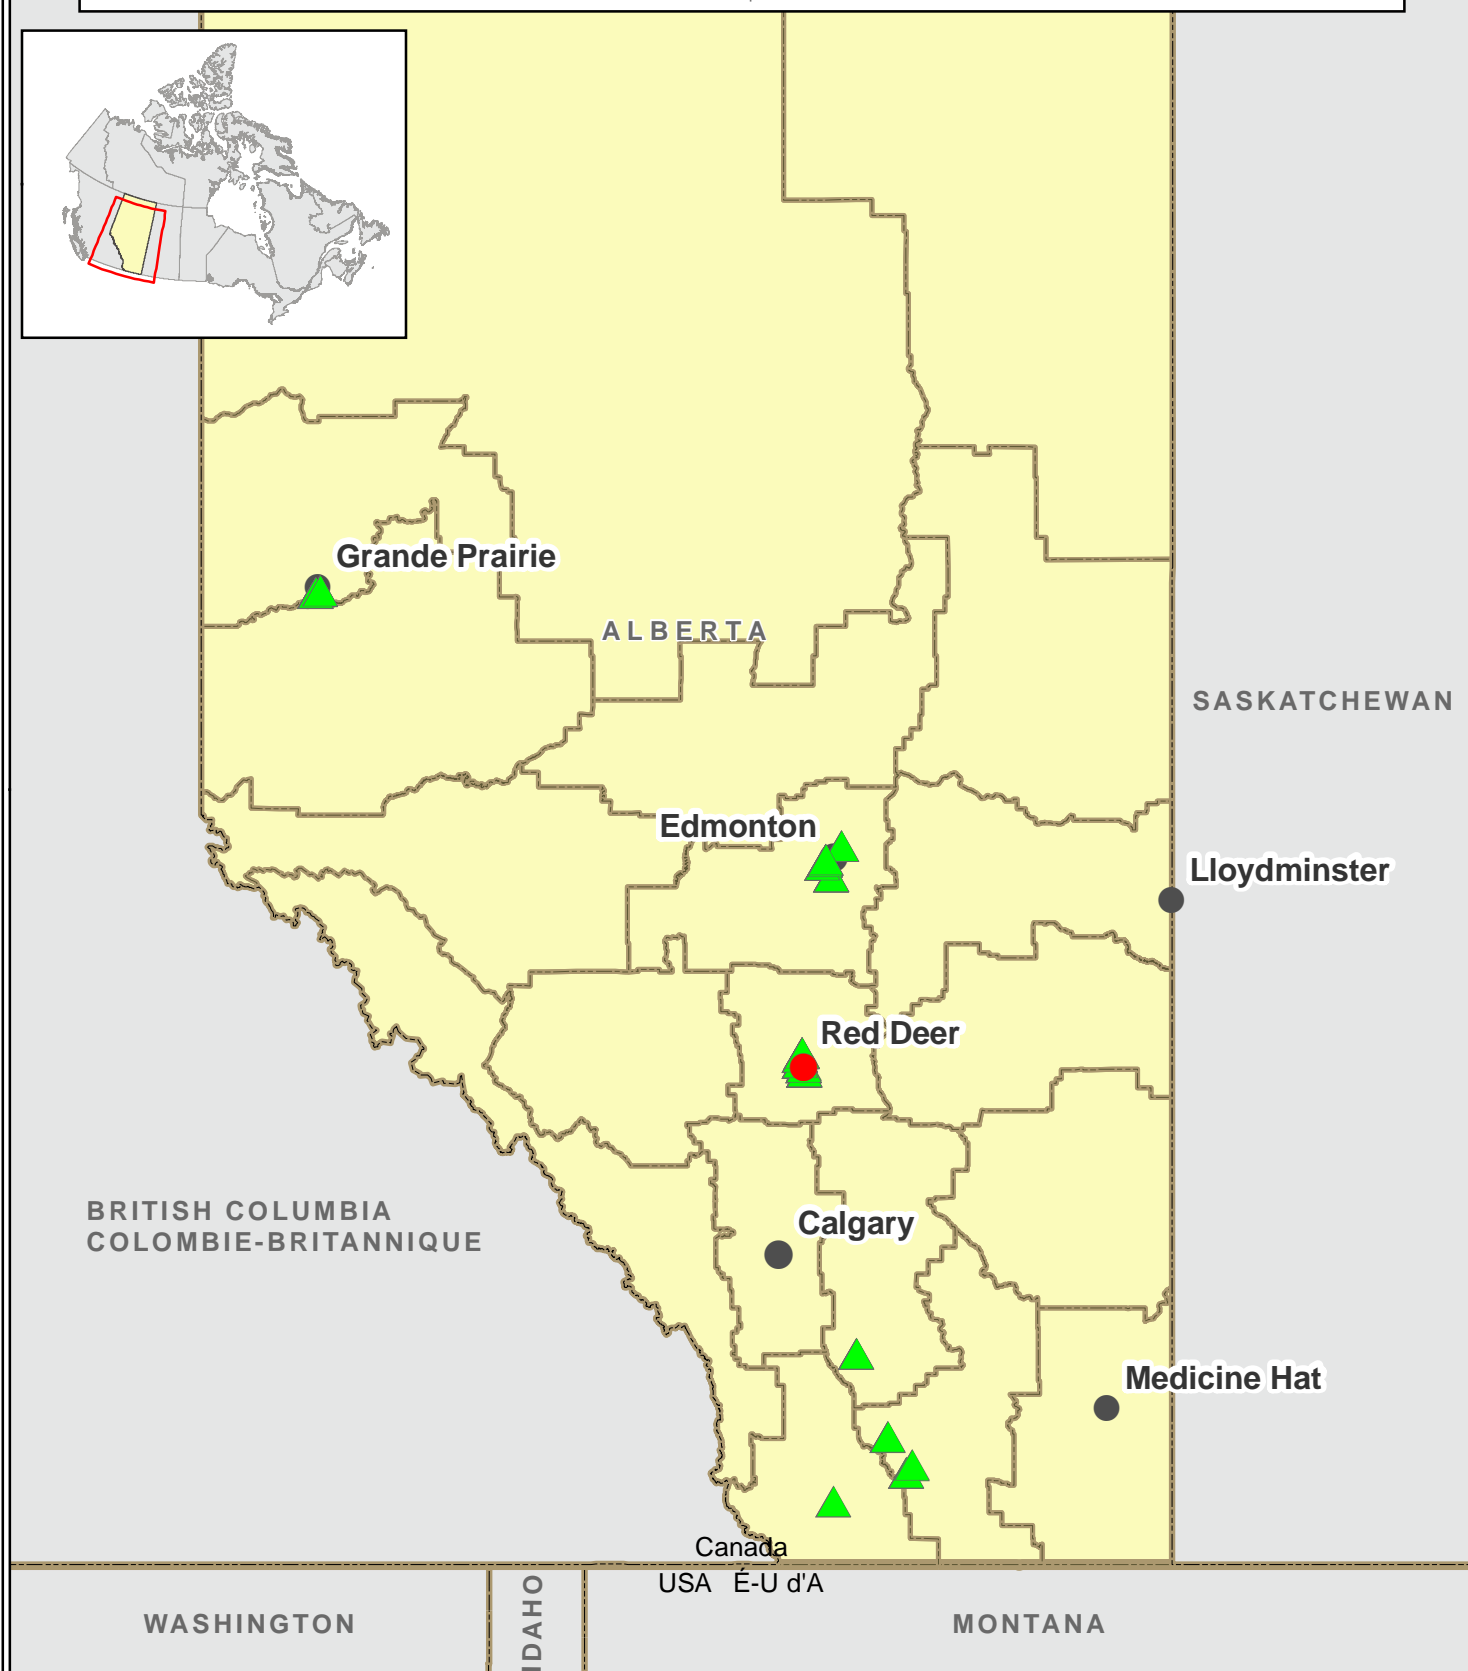 Grande Prairie
ALBERTA
SASKATCHEWAN
Edmonton
Lloydminster
Red Deer
BRITISH COLUMBIA
COLOMBIE-BRITANNIQUE
Calgary
Medicine Hat
Canada
USA É-U d'A
WASHINGTON
IDAHO
MONTANA